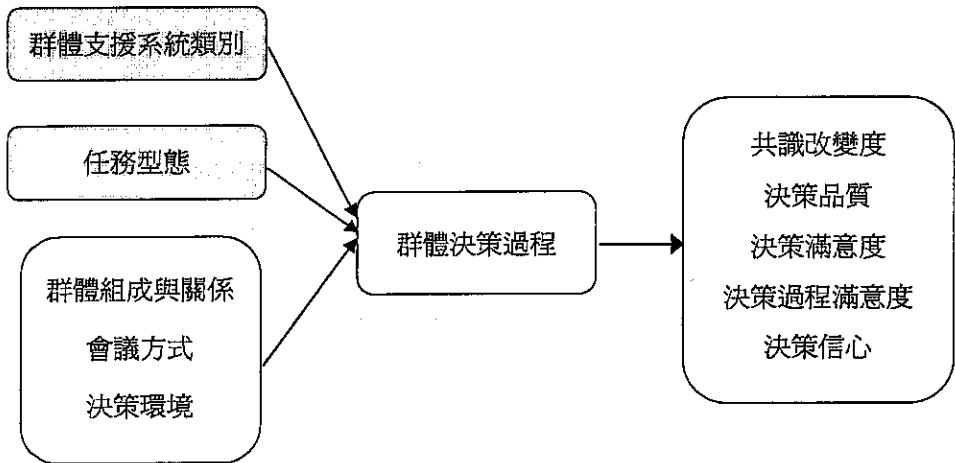 群體支援系統類別
任務型態
群體組成與關係
會議方式
決策環境
群體決策過程
共識改變度
決策品質
決策滿意度
決策過程滿意度
決策信心